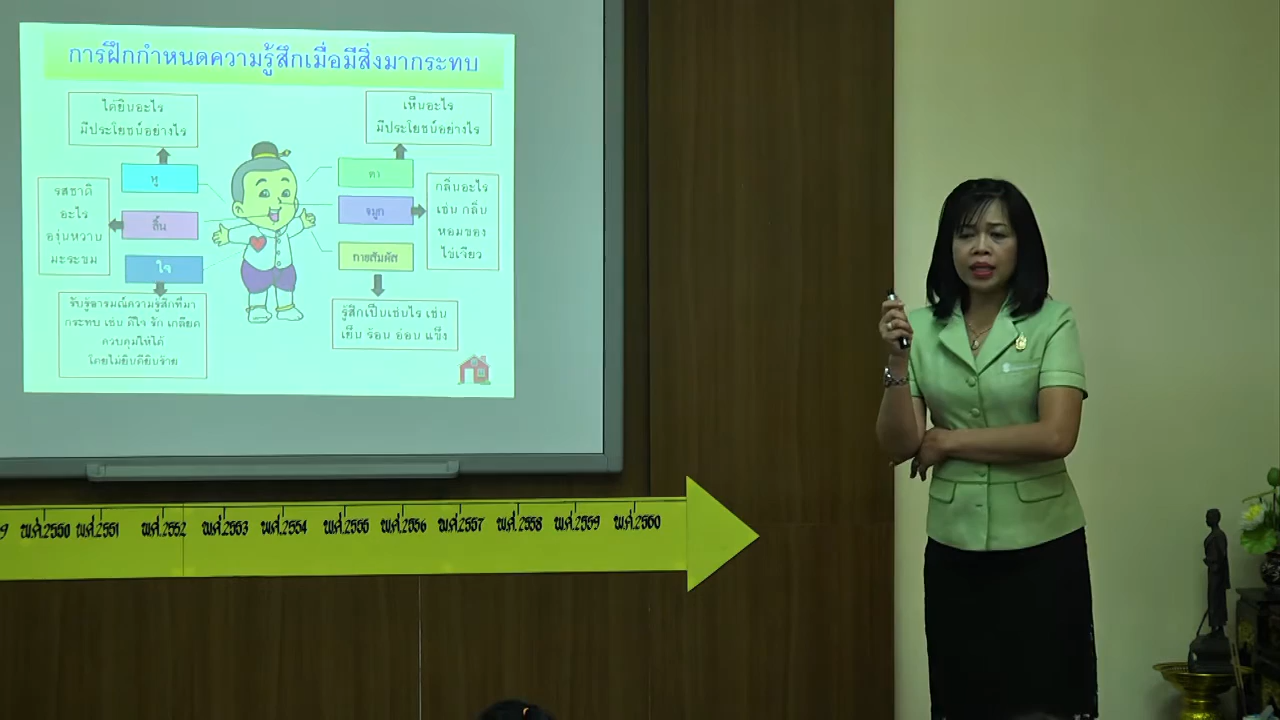 การฝึกกำหนดความรู้สึกเมื่อมีสิ่งมากระทบ
ได้ยินอะไร
มีประโยชน์อย่างไร
เห็นอะไร
มีประโยชน์อย่างไร
หู
ตา
รสชาติ
อะไร
องุ่นหวาน
มะระขม
ลิ้น
จมูก
กลิ่นอะไร
เช่น กลิ่น
หอมของ
ไข่เจียว
ใจ
กายสัมผัส
รับรู้อารมณ์ความรู้สึกที่มา
กระทบ เช่น ดีใจ รัก เกลียด
ควบคุมให้ได้
โดยไม่ยินดียินร้าย
รู้สึกเป็นเช่นไร เช่น
เย็น ร้อน อ่อน แข็ง
9 พ.ศ.2550 พ.ศ.2551 พ.ศ.2552 พ.ศ.2553 พ.ศ.2554 พ.ศ.2555 พ.ศ.2556 พ.ศ.2557 พ.ศ.2558 พ.ศ.2559 พ.ศ.2560